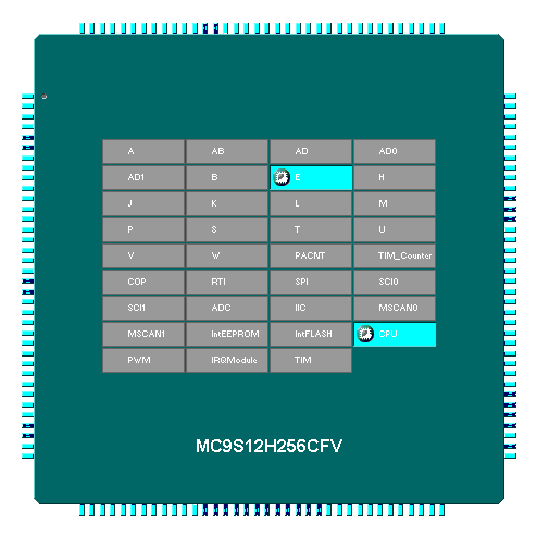 A AB AD AD0
AD1 B E H
J K L M
P S T U
V W PACNT TIM_Counter
COP RTI SPI SCI0
SCI1 ADC IIC MSCAN0
MSCAN1 IntEEPROM IntFLASH CPU
PWM IRQModule TIM
MC9S12H256CFV